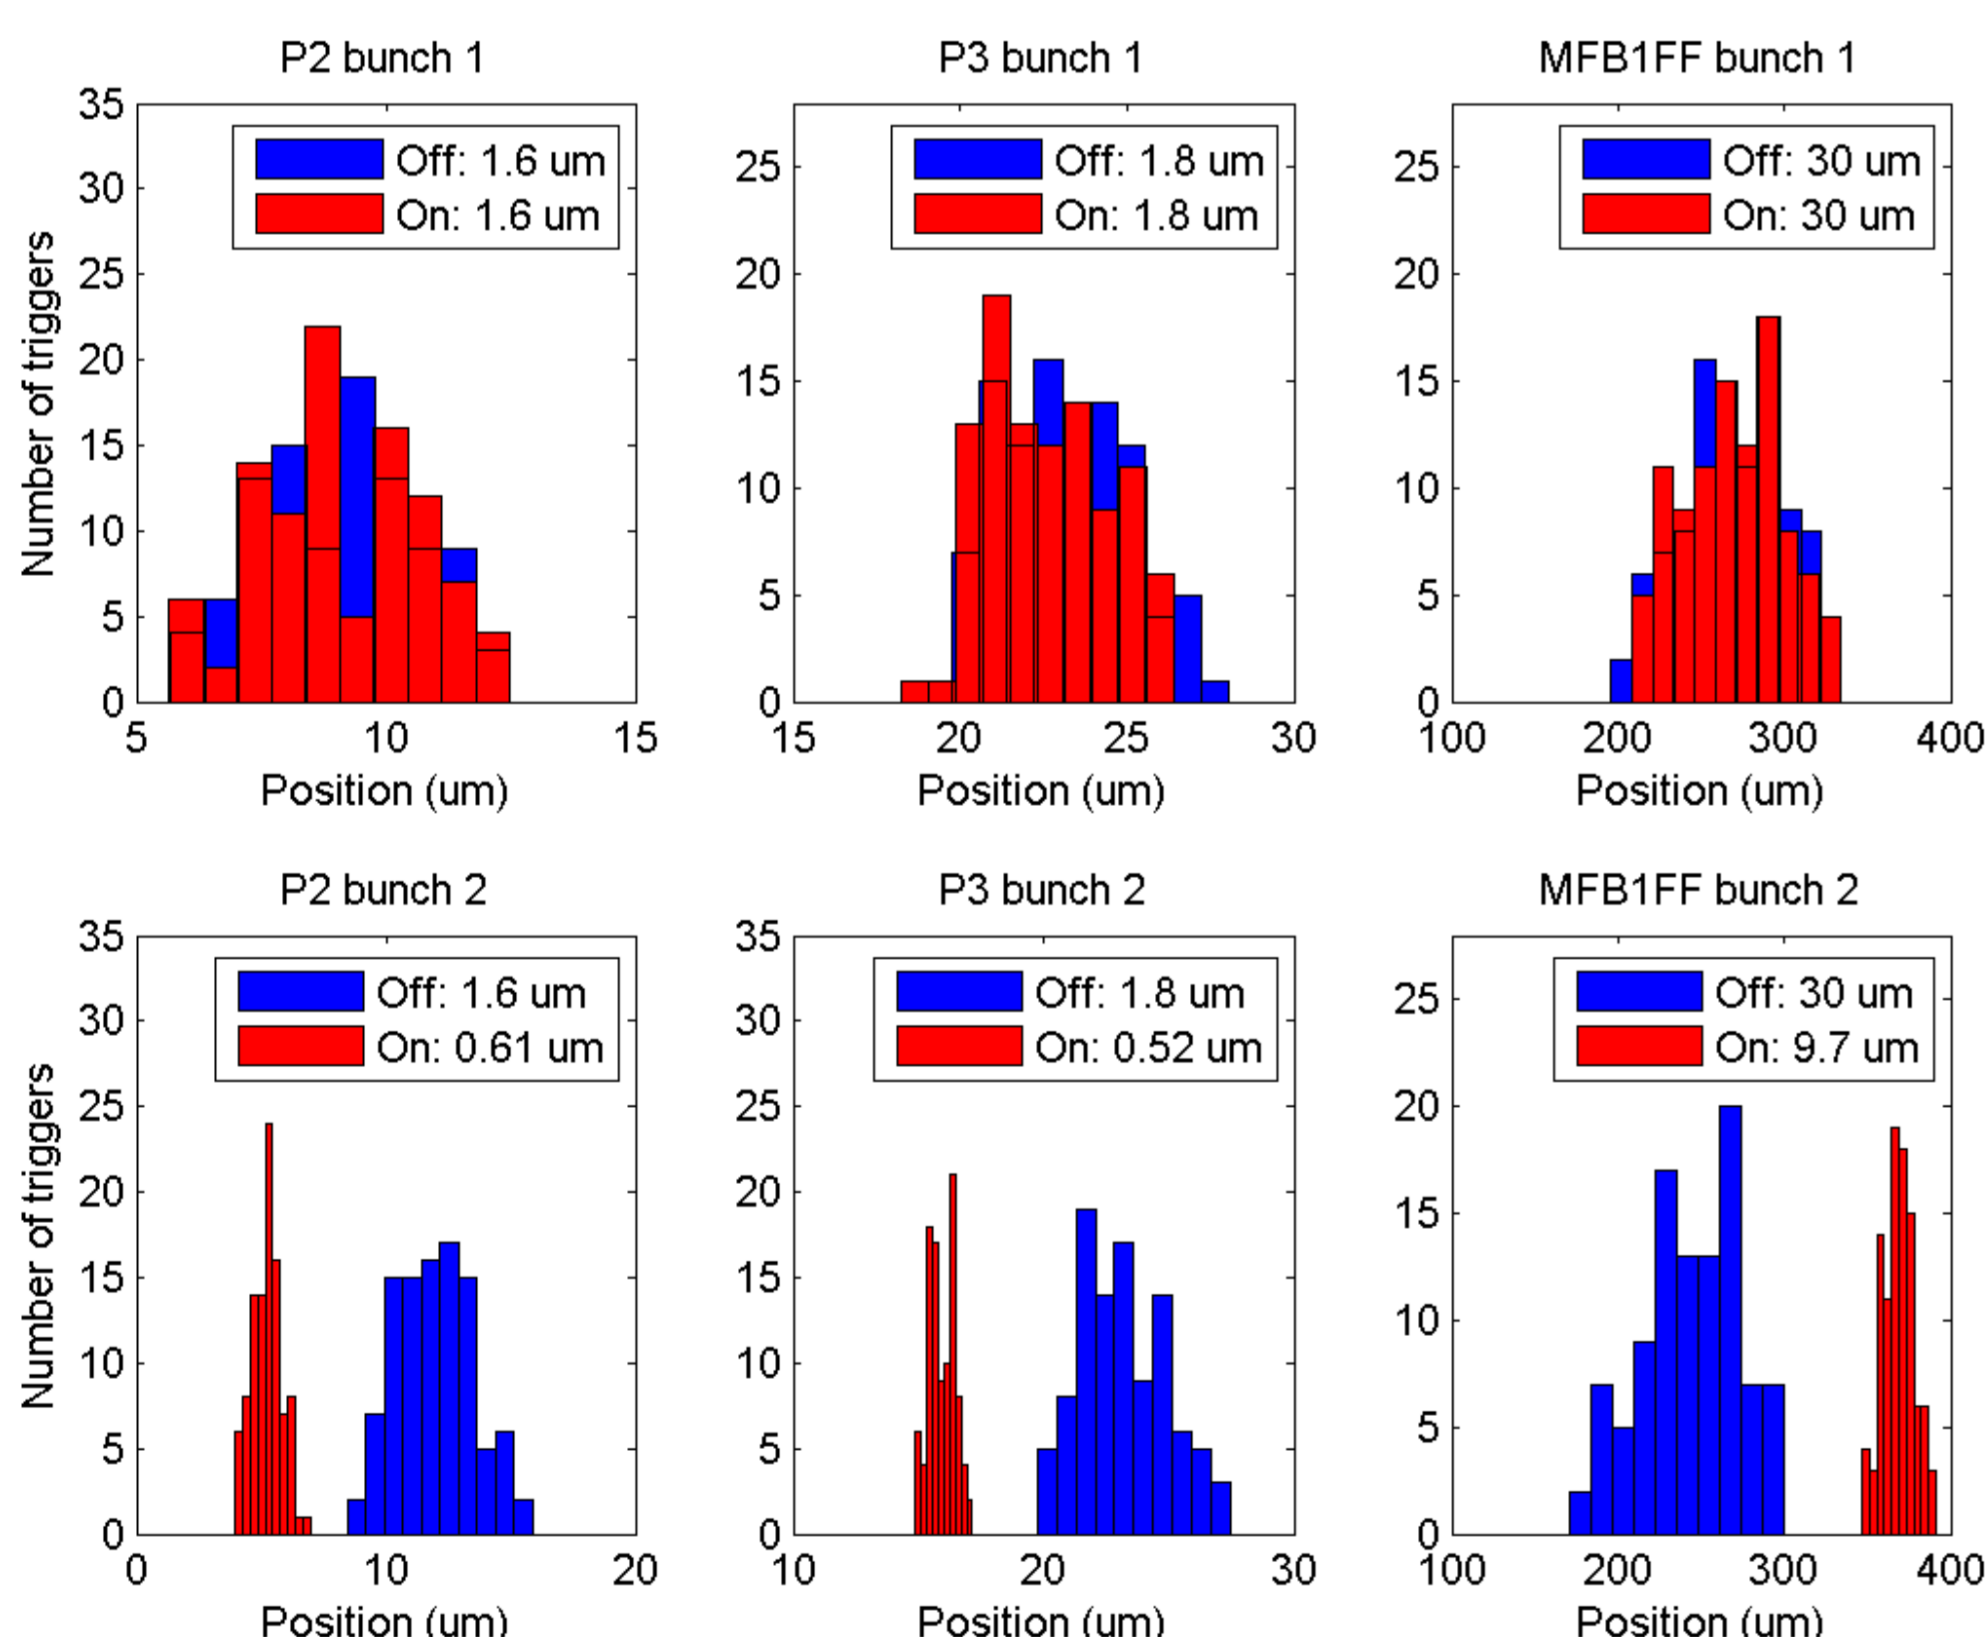 P2 bunch 1
P3 bunch 1
MFB1FF bunch 1
Number of triggers
35
30
25
20
15
10
5
0
Off: 1.6 um
On: 1.6 um
5
10
15
Position (um)
25
20
15
10
5
0
Off: 1.8 um
On: 1.8 um
15
20
25
30
Position (um)
25
20
15
10
5
0
Off: 30 um
On: 30 um
100
200
300
400
Position (um)
P2 bunch 2
P3 bunch 2
MFB1FF bunch 2
Number of triggers
35
30
25
20
15
10
5
0
Off: 1.6 um
On: 0.61 um
0
10
20
Position (um)
35
30
25
20
15
10
5
0
Off: 1.8 um
On: 0.52 um
10
20
30
Position (um)
25
20
15
10
5
0
Off: 30 um
On: 9.7 um
100
200
300
400
Position (um)